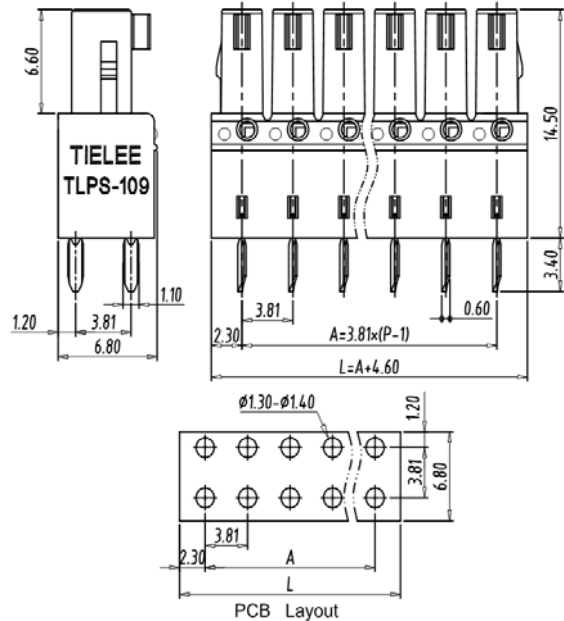 6.60
TIELEE
TLPS-109
1.10
1.20
3.81
6.80
14.50
3.40
3.81
0.60
2.30
A=3.81×(P-1)
L=A+4.60
Ø1.30-Ø1.40
1.20
3.81
6.80
3.81
2.30
A
L
PCB Layout